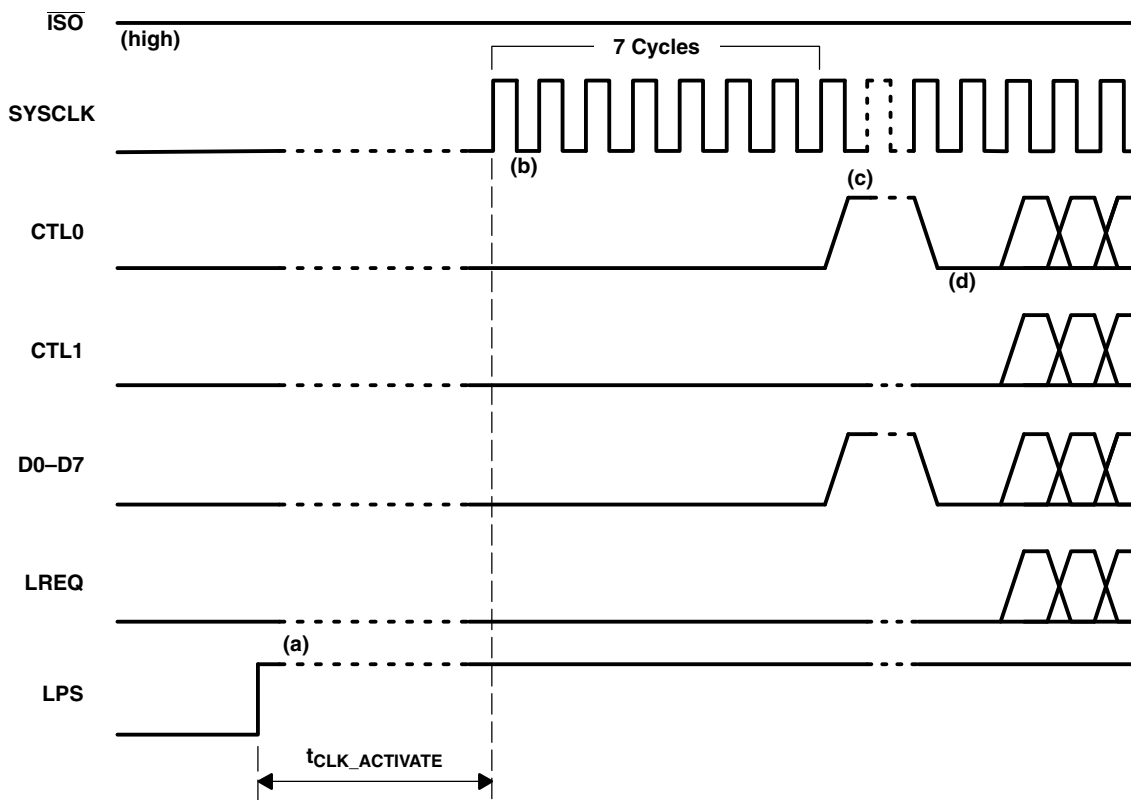 ISO
(high)
7 Cycles
SYSCLK
(b)
(c)
CTL0
(d)
CTL1
D0–D7
LREQ
(a)
LPS
tCLK_ACTIVATE